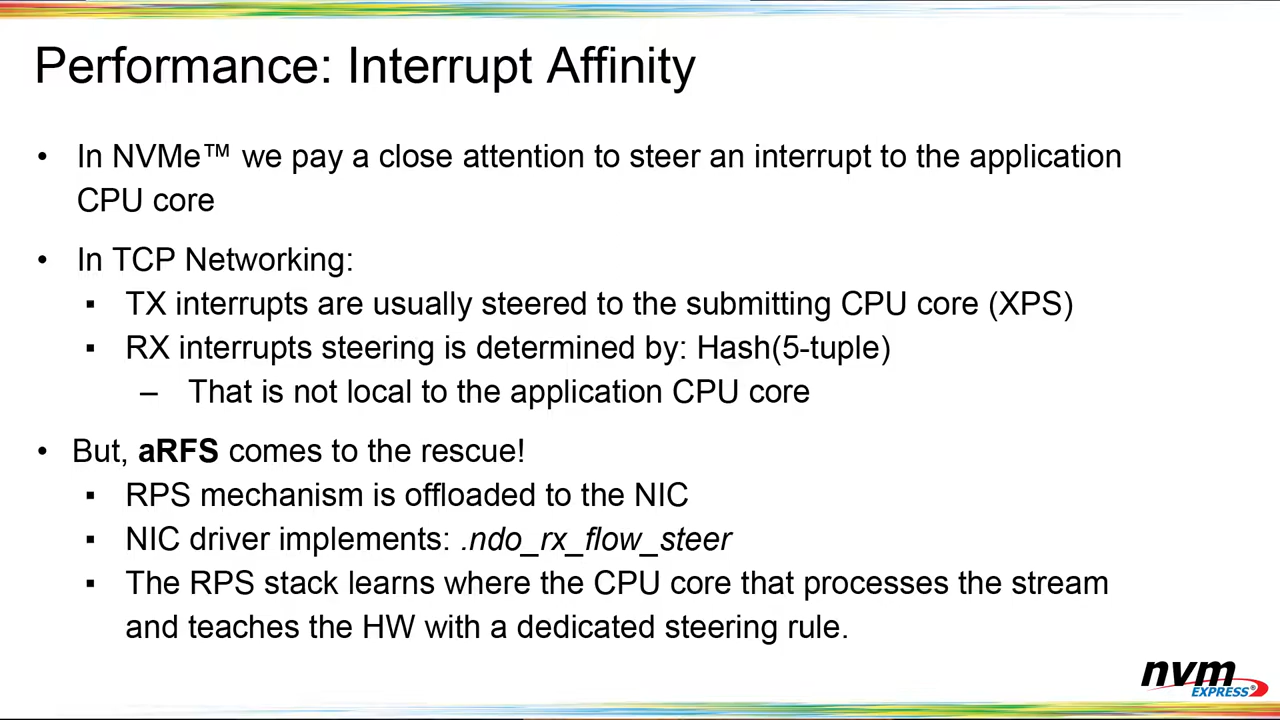 Performance: Interrupt Affinity
• In NVMe™ we pay a close attention to steer an interrupt to the application
CPU core
• In TCP Networking:
▪ TX interrupts are usually steered to the submitting CPU core (XPS)
▪ RX interrupts steering is determined by: Hash(5-tuple)
– That is not local to the application CPU core
• But, aRFS comes to the rescue!
▪ RPS mechanism is offloaded to the NIC
▪ NIC driver implements: .ndo_rx_flow_steer
▪ The RPS stack learns where the CPU core that processes the stream
and teaches the HW with a dedicated steering rule.
nvm
EXPRESS®